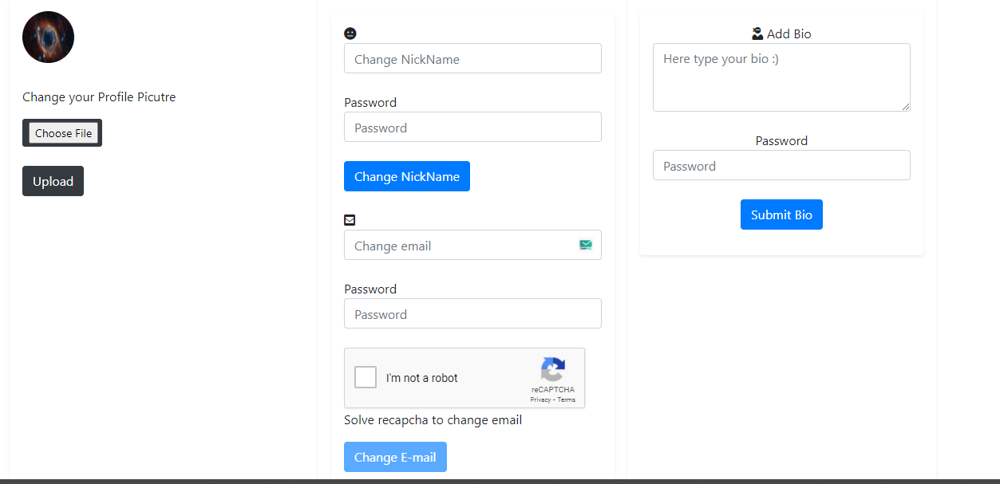 Change your Profile Picutre
Choose File
Upload
Change NickName
Password
Password
Change NickName
Change email
Password
Password
I'm not a robot
reCAPTCHA
Privacy - Terms
Solve recapcha to change email
Change E-mail
Add Bio
Here type your bio :)
Password
Password
Submit Bio